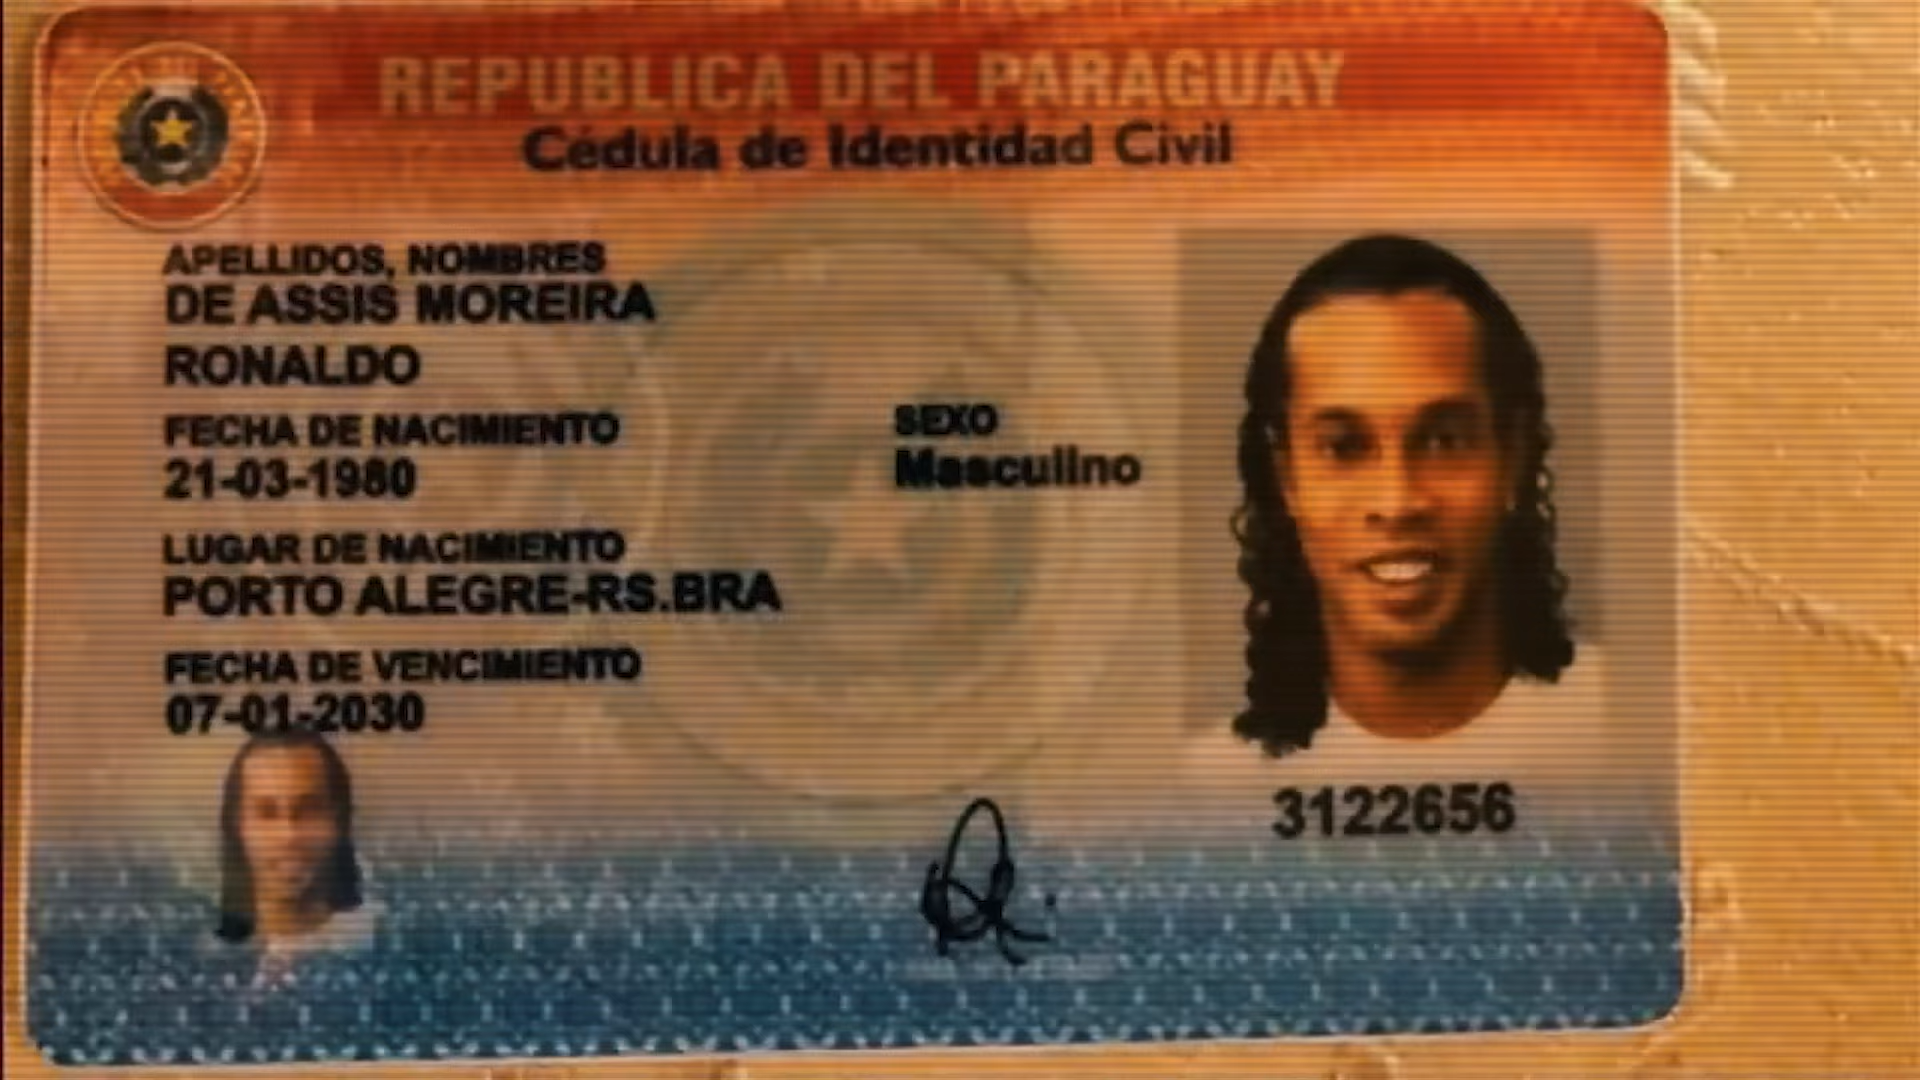 REPUBLICA DEL PARAGUAY
Cédula de Identidad Civil
APELLIDOS, NOMBRES
DE ASSIS MOREIRA
RONALDO
FECHA DE NACIMIENTO
21-03-1980
SEXO
Masculino
LUGAR DE NACIMIENTO
PORTO ALEGRE-RS.BRA
FECHA DE VENCIMIENTO
07-01-2030
3122656